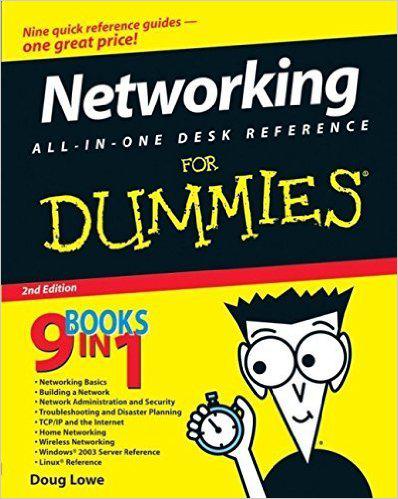 Nine quick reference guides —
one great price!
Networking
ALL-IN-ONE DESK REFERENCE
FOR
DUMMIES®
2nd Edition
9 BOOKS IN 1
• Networking Basics
• Building a Network
• Network Administration and Security
• Troubleshooting and Disaster Planning
• TCP/IP and the Internet
• Home Networking
• Wireless Networking
• Windows® 2003 Server Reference
• Linux® Reference
Doug Lowe